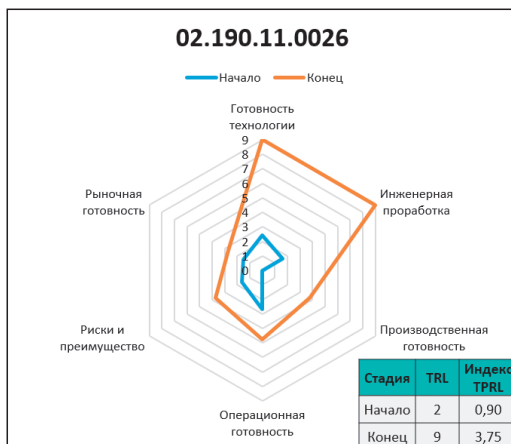 02.190.11.0026
Начало Конец
Готовность
технологии
9
8
7
6
5
4
3
2
1
0
Рыночная
готовность
Инженерная
проработка
Риски и
преимущество
Производственная
готовность
Операционная
готовность
Стадия TRL Индекс
TPRL
Начало 2 0,90
Конец 9 3,75